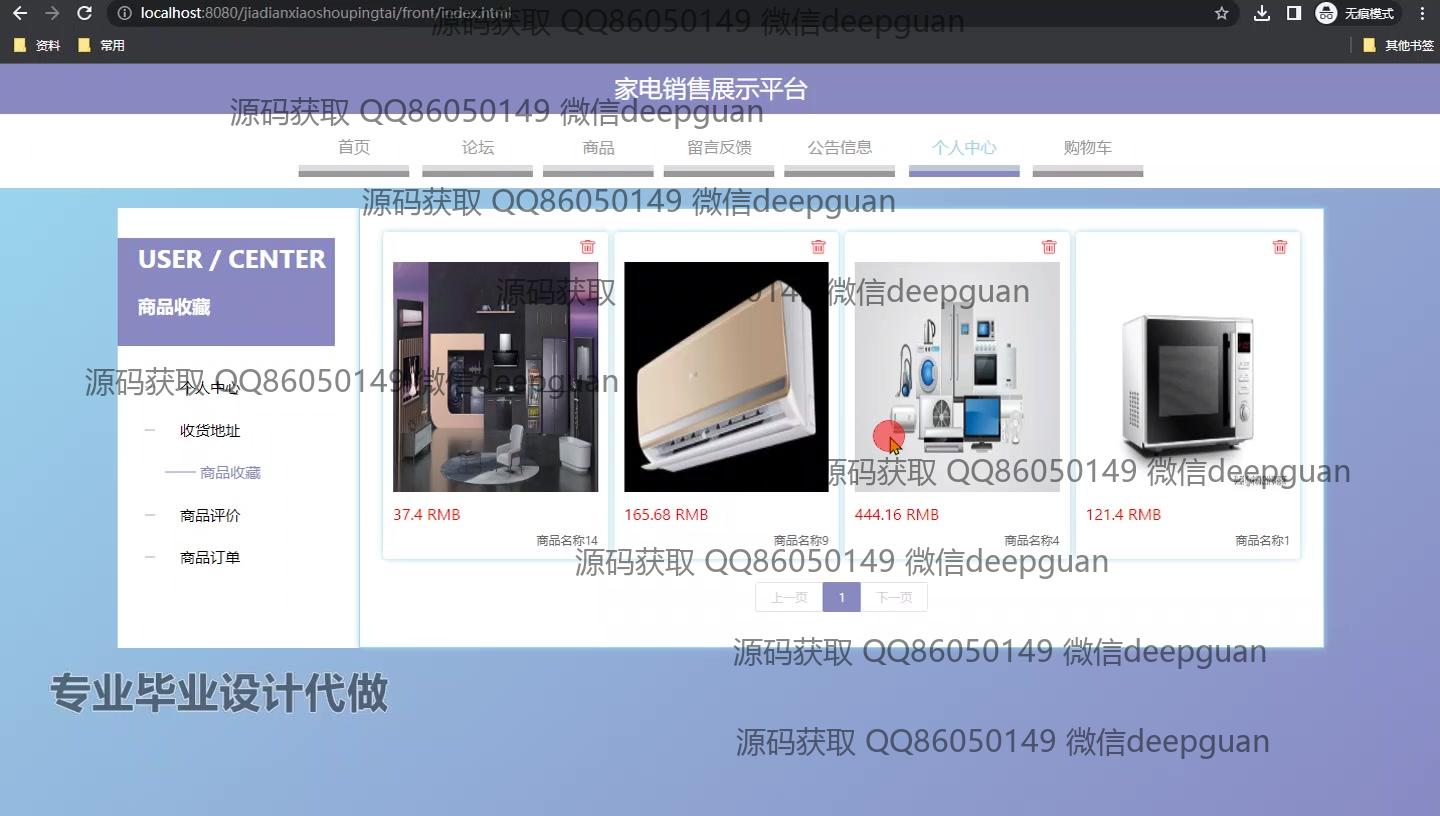 localhost:8080/jiadianxiaoshoupingtai/front/index.html
无痕模式
资料
常用
其他书签
源码获取 QQ86050149 微信deepguan
家电销售展示平台
源码获取 QQ86050149 微信deepguan
首页
论坛
商品
留言反馈
公告信息
个人中心
购物车
源码获取 QQ86050149 微信deepguan
USER / CENTER
商品收藏
源码获取 微信deepguan
源码获取 QQ86050149 微信deepguan
个人中心
收货地址
商品收藏
商品评价
商品订单
源码获取 QQ86050149 微信deepguan
37.4 RMB
165.68 RMB
444.16 RMB
121.4 RMB
商品名称14
商品名称9
商品名称4
商品名称1
源码获取 QQ86050149 微信deepguan
上一页
1
下一页
源码获取 QQ86050149 微信deepguan
专业毕业设计代做
源码获取 QQ86050149 微信deepguan